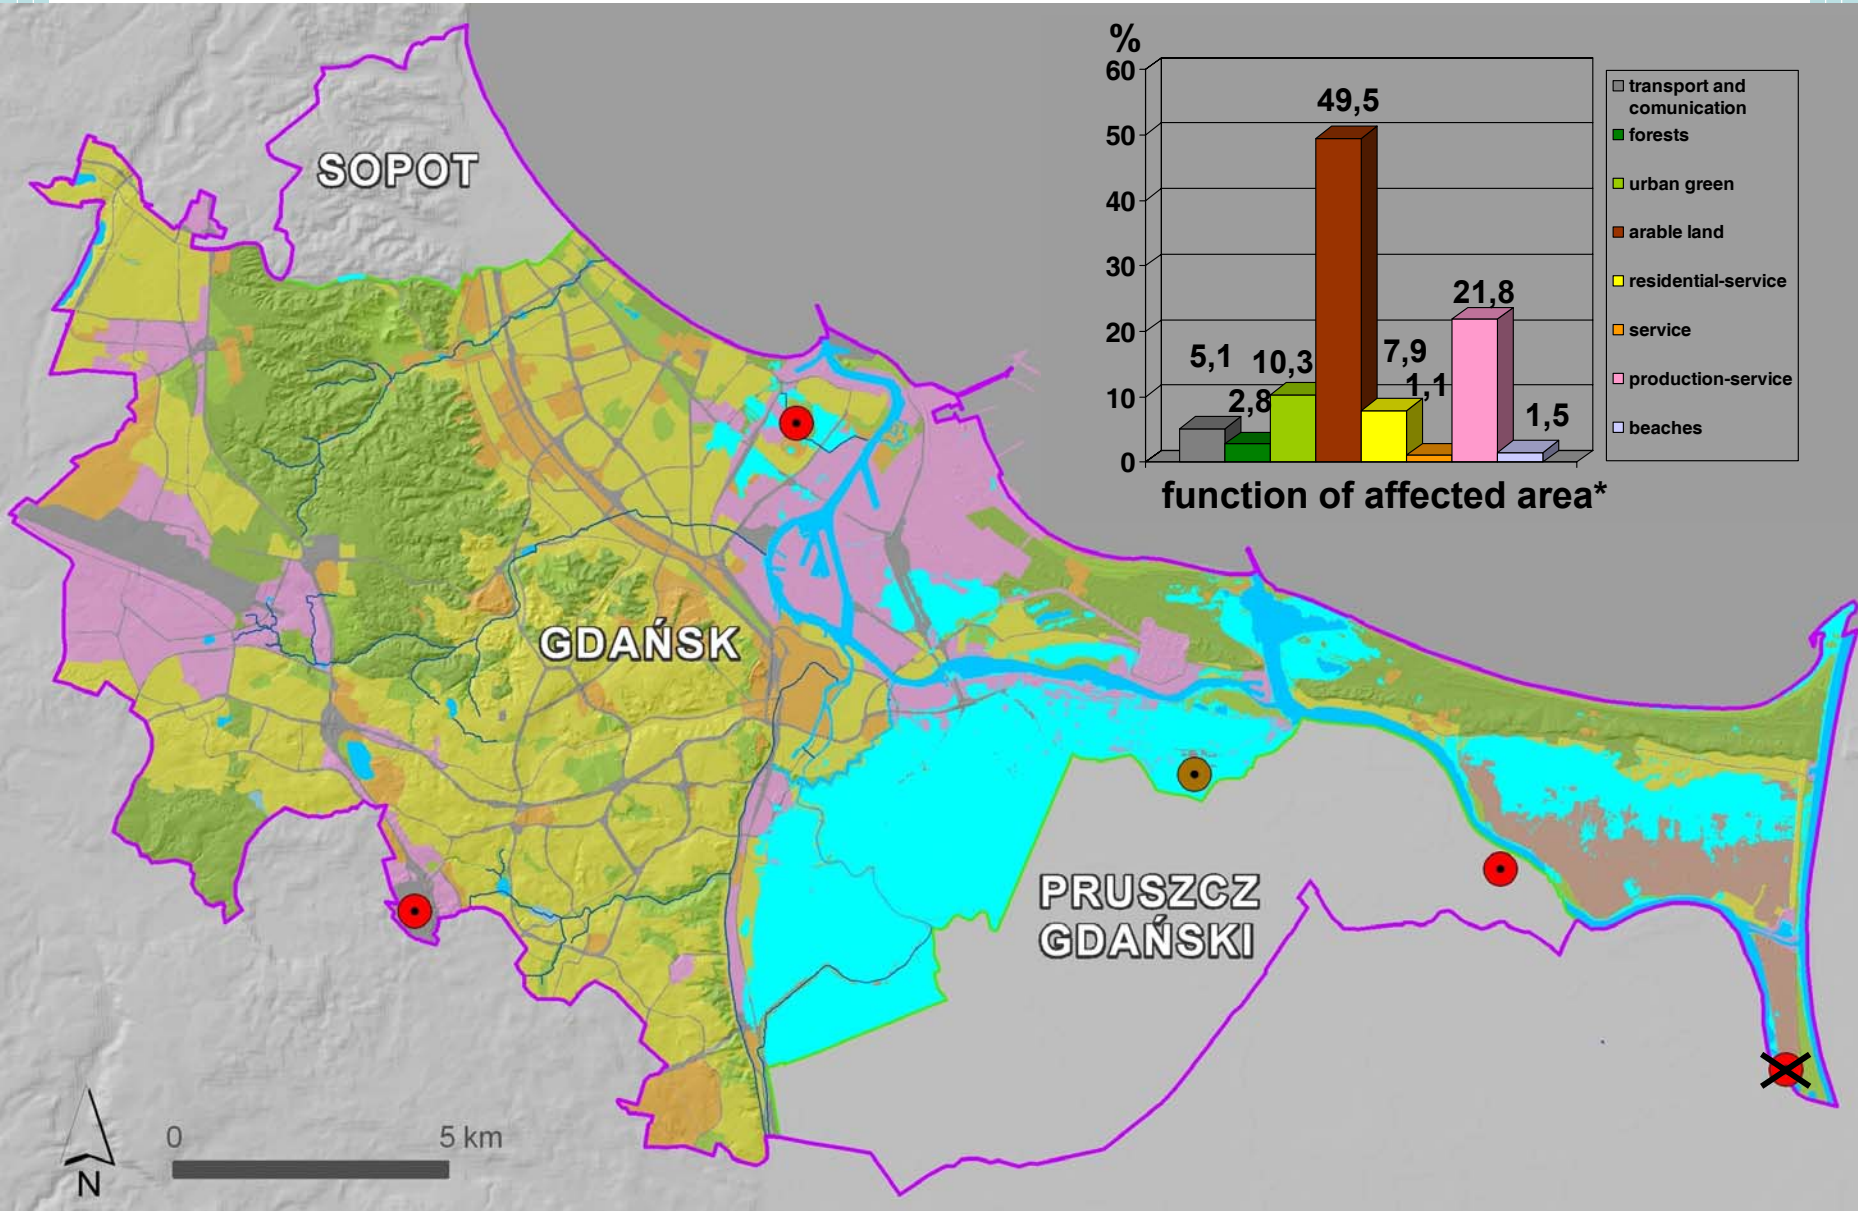 %
60
50
40
30
20
10
0
5,1
2,8
10,3
49,5
7,9
1,1
21,8
1,5
function of affected area*
transport and
comunication
forests
urban green
arable land
residential-service
service
production-service
beaches
SOPOT
GDAŃSK
PRUSZCZ
GDAŃSKI
0
5 km
N